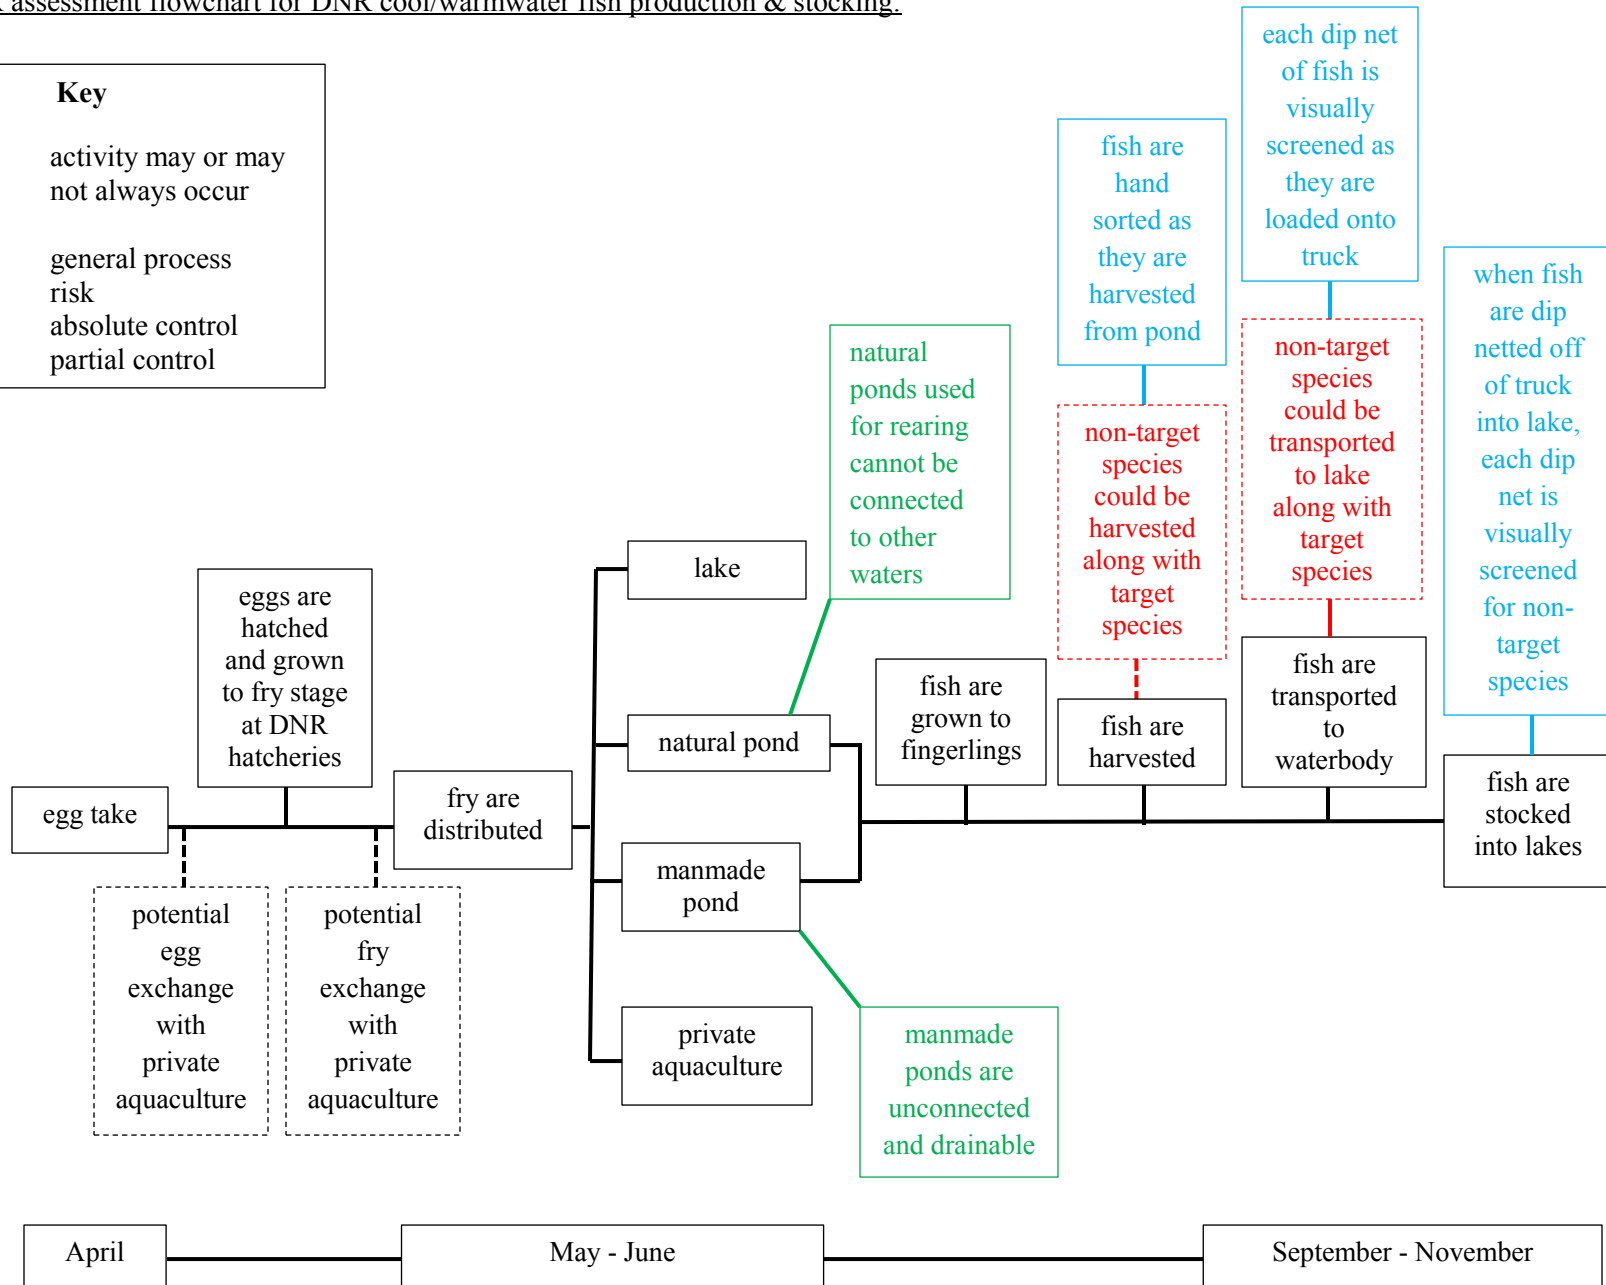 assessment flowchart for DNR cool/warmwater fish production & stocking.
Key
activity may or may
not always occur
general process
risk
absolute control
partial control
each dip net
of fish is
visually
screened as
they are
loaded onto
truck
fish are
hand
sorted as
they are
harvested
from pond
when fish
are dip
netted off
of truck
into lake,
each dip
net is
visually
screened
for non-
target
species
natural
ponds used
for rearing
cannot be
connected
to other
waters
non-target
species
could be
harvested
along with
target
species
non-target
species
could be
transported
to lake
along with
target
species
eggs are
hatched
and grown
to fry stage
at DNR
hatcheries
lake
natural pond
fish are
grown to
fingerlings
fish are
harvested
fish are
transported
to
waterbody
egg take
fry are
distributed
manmade
pond
fish are
stocked
into lakes
potential
egg
exchange
with
private
aquaculture
potential
fry
exchange
with
private
aquaculture
private
aquaculture
manmade
ponds are
unconnected
and drainable
April
May - June
September - November